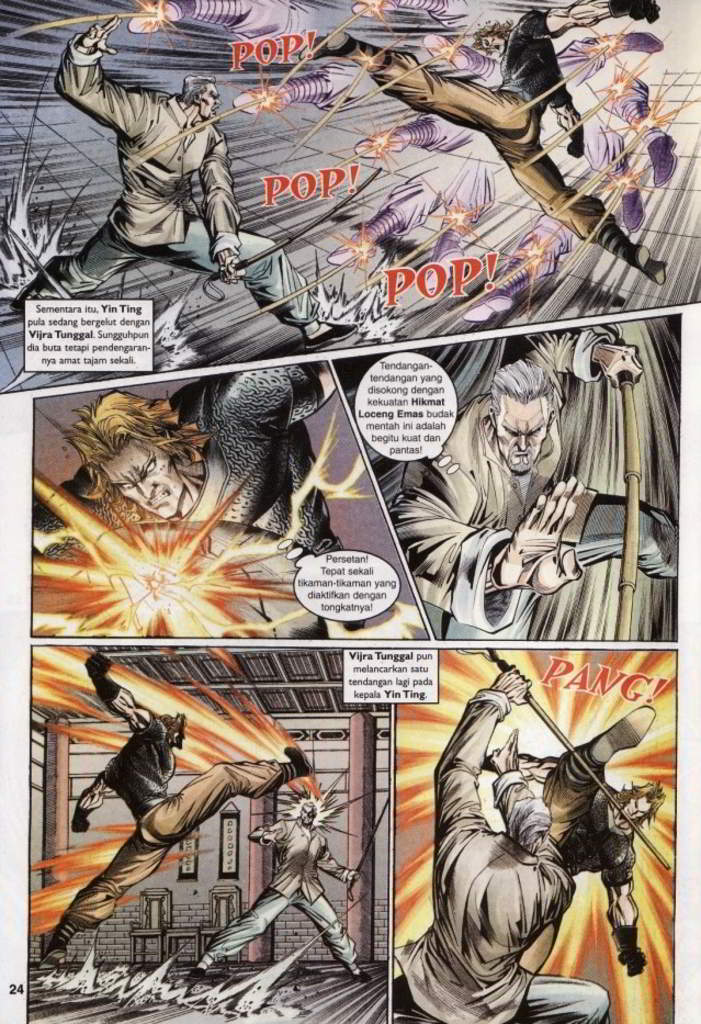 POP!
POP!
POP!
Sementara itu, Yin Ting
pula sedang bergelut dengan
Vijra Tunggal. Sungguhpun
dia buta tetapi pendengaran-
nya amat tajam sekali.
Tendangan-
tendangan yang
disokong dengan
kekuatan Hikmat
Loceng Emas budak
mentah ini adalah
begitu kuat dan
pantas!
Persetan!
Tepat sekali
tikaman-tikaman yang
diaktifkan dengan
tongkatnya!
Vijra Tunggal pun
melancarkan satu
tendangan lagi pada
kepala Yin Ting.
PANG!
24